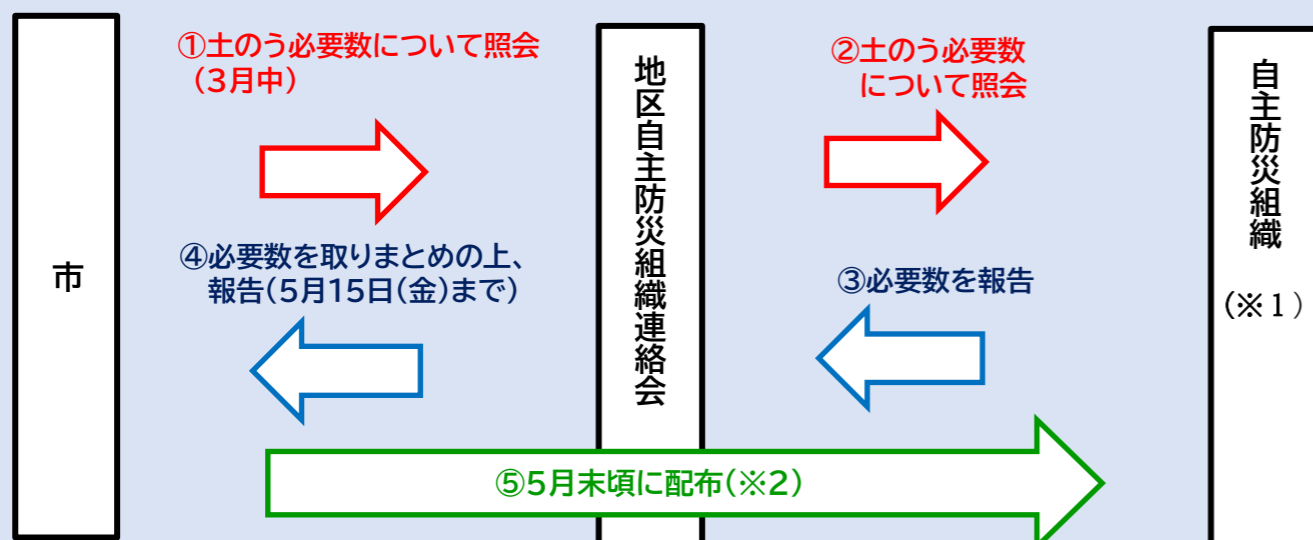 市
①土のう必要数について照会
(3月中)
④必要数を取りまとめの上、
報告(5月15日(金)まで)
地区自主防災組織連絡会
②土のう必要数
について照会
③必要数を報告
⑤5月末頃に配布(※2)
自主防災組織
(※1)